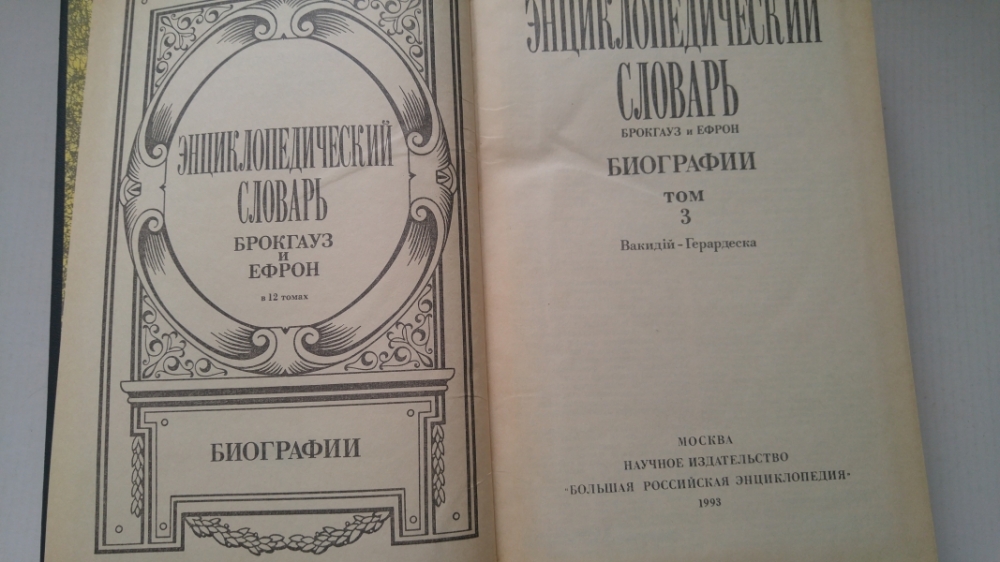 ЭНЦИКЛОПЕДИЧЕСКИЙ
СЛОВАРЬ
БРОКГАУЗ
и
ЕФРОН
в 12 томах
БИОГРАФИИ
ЭНЦИКЛОПЕДИЧЕСКИЙ
СЛОВАРЬ
БРОКГАУЗ и ЕФРОН
БИОГРАФИИ
ТОМ
3
Вакидій - Герардеска
МОСКВА
НАУЧНОЕ ИЗДАТЕЛЬСТВО
"БОЛЬШАЯ РОССИЙСКАЯ ЭНЦИКЛОПЕДИЯ"
1993